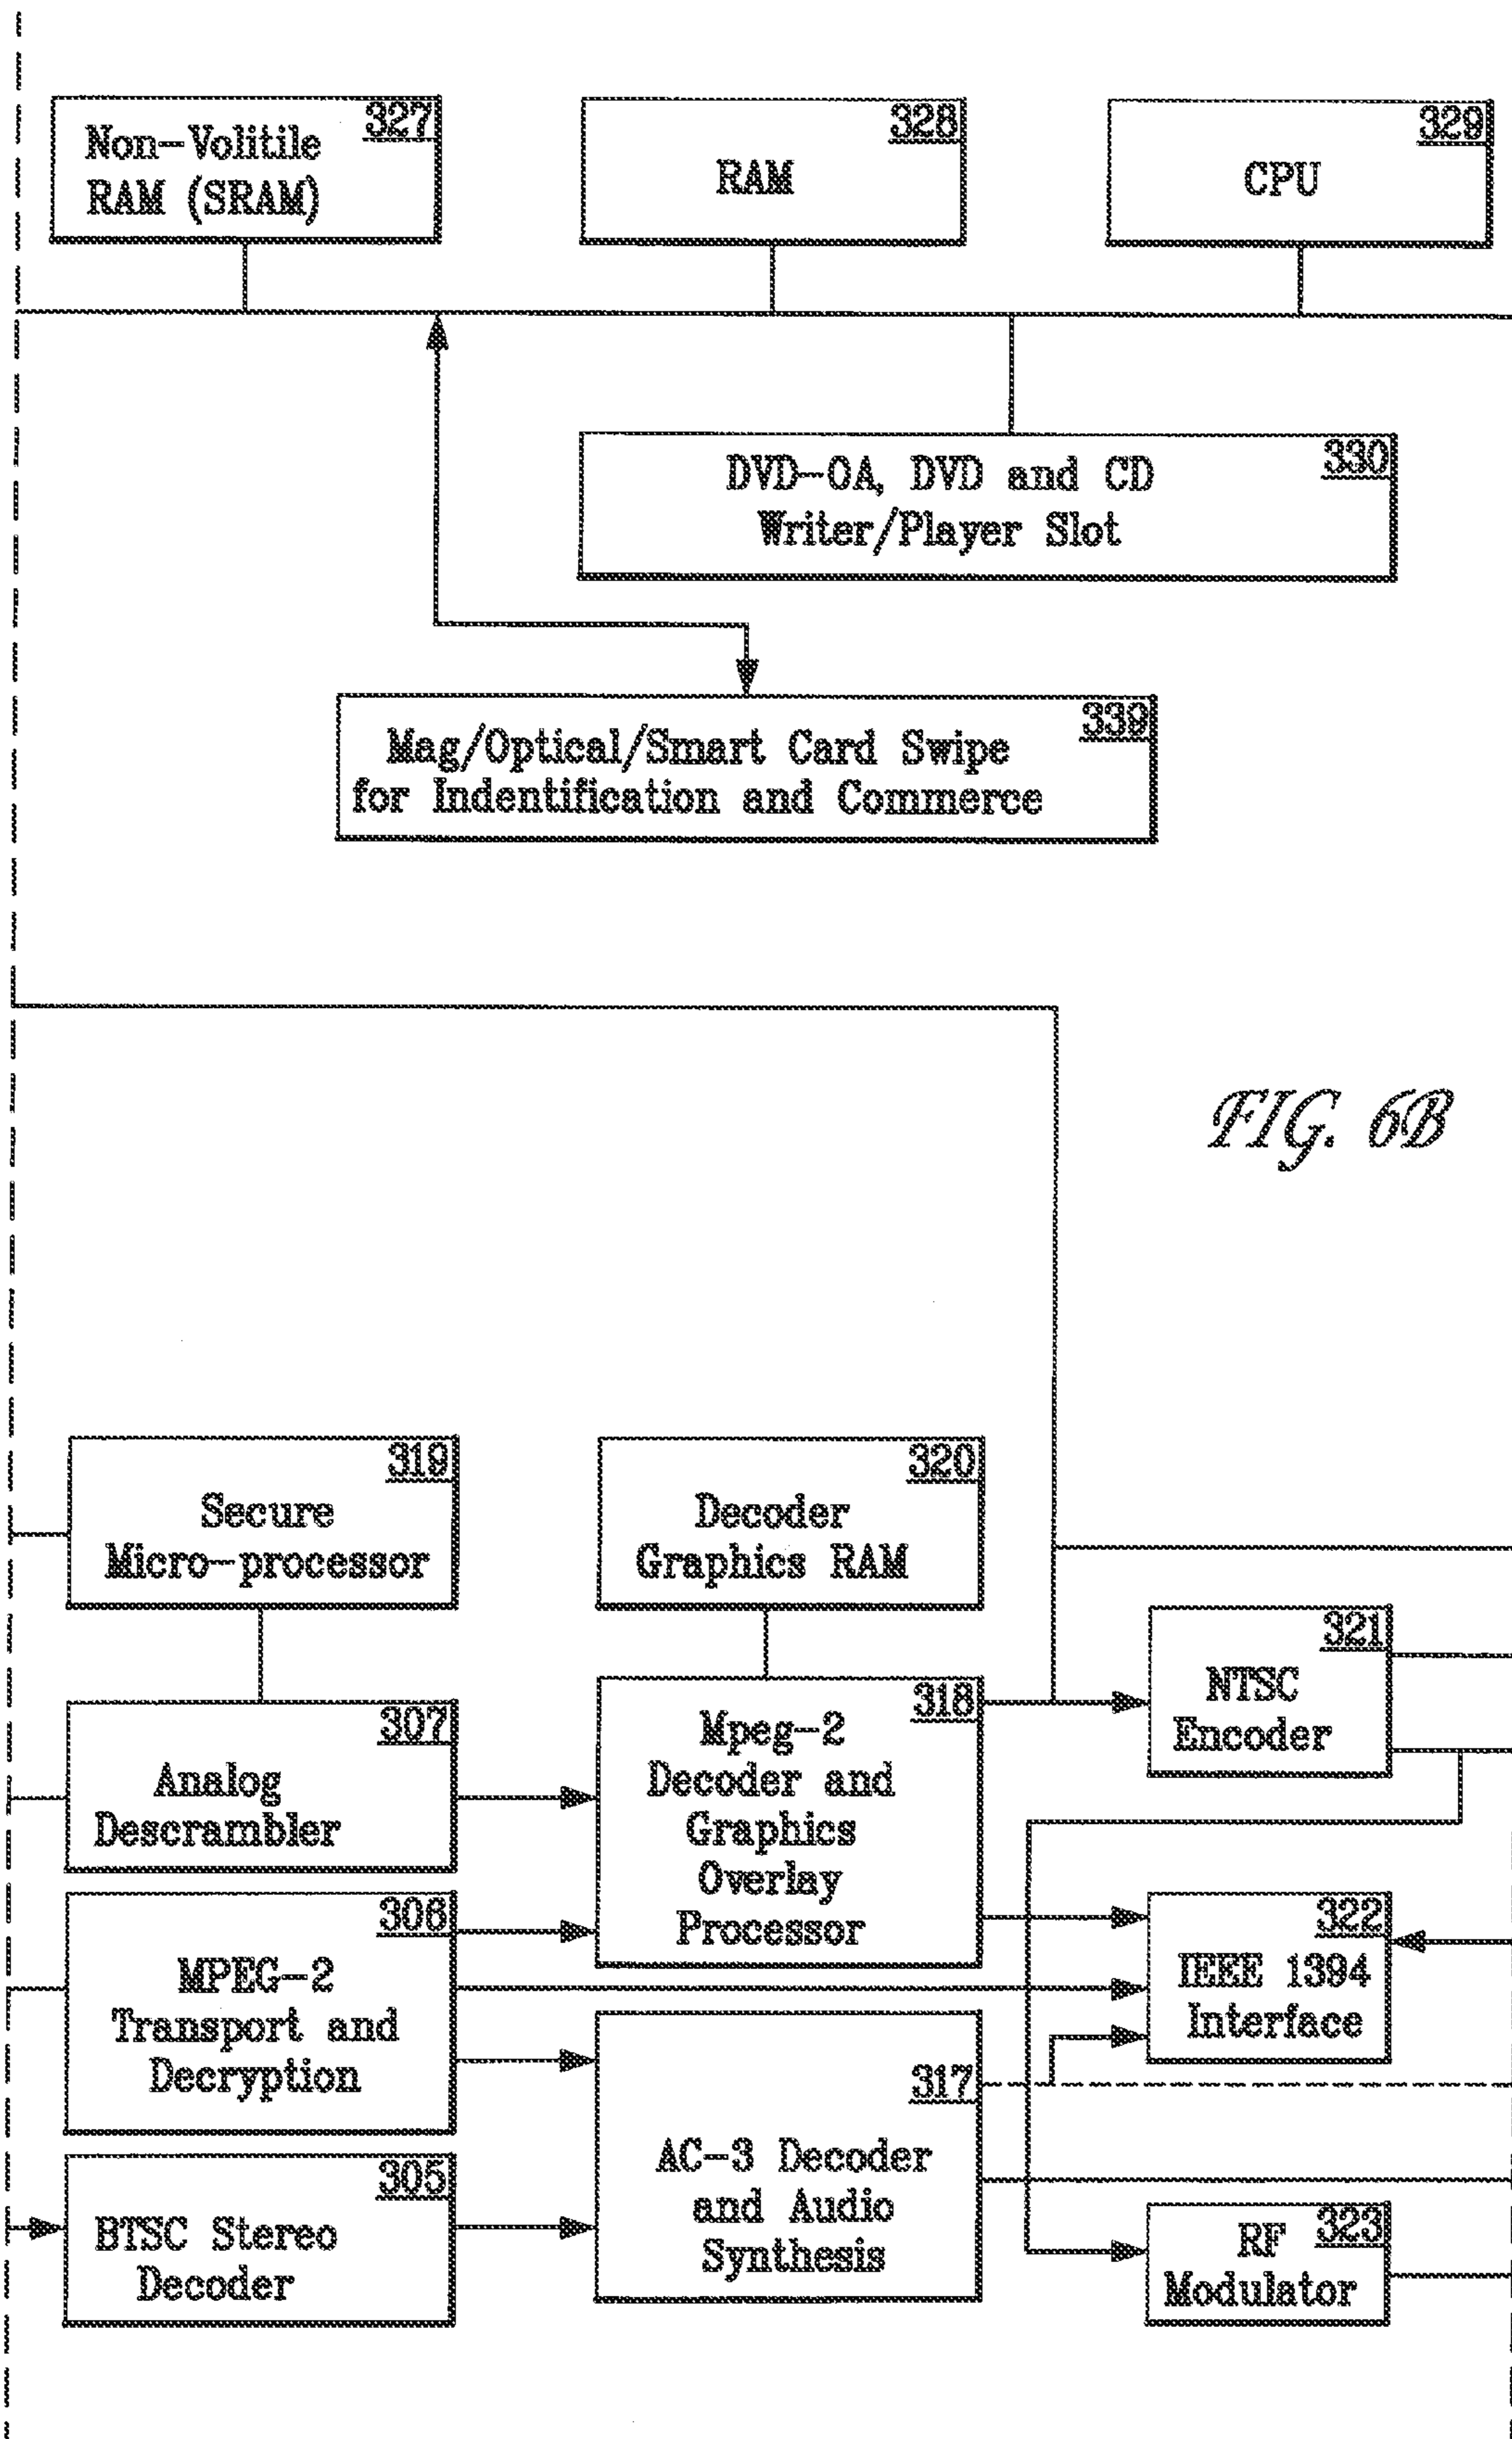 327
Non-Volitile
RAM (SRAM)
328
RAM
329
CPU
330
DVD-OA, DVD and CD
Writer/Player Slot
339
Mag/Optical/Smart Card Swipe
for Indentification and Commerce
FIG. 6B
319
Secure
Micro-processor
320
Decoder
Graphics RAM
321
NTSC
Encoder
307
Analog
Descrambler
318
Mpeg-2
Decoder and
Graphics
Overlay
Processor
306
MPEG-2
Transport and
Decryption
322
IEEE 1394
Interface
317
AC-3 Decoder
and Audio
Synthesis
305
BTSC Stereo
Decoder
323
RF
Modulator